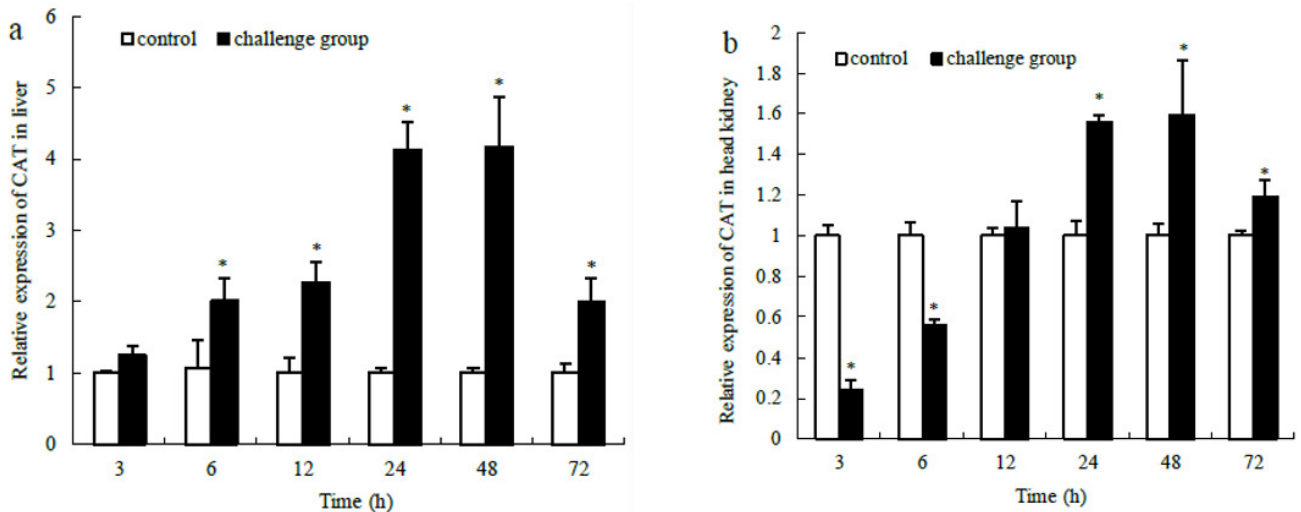 a
Relative expression of CAT in liver
6
5
4
3
2
1
0
control challenge group
*
*
*
*
*
3 6 12 24 48 72
Time (h)
b
Relative expression of CAT in head kidney
2
1.8
1.6
1.4
1.2
1
0.8
0.6
0.4
0.2
0
control challenge group
*
*
*
*
*
3 6 12 24 48 72
Time (h)